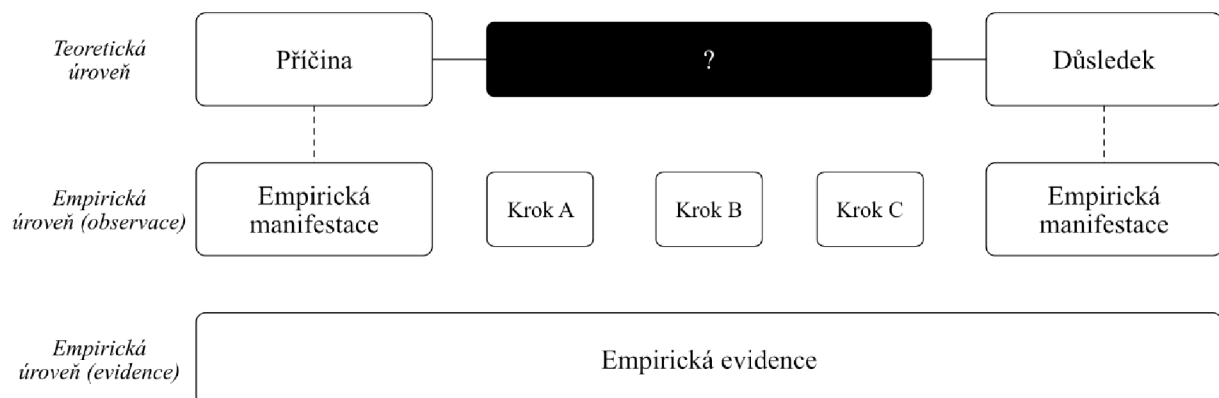 Teoretická
úroveň
Příčina
?
Důsledek
Empirická
úroveň (observace)
Empirická
manifestace
Krok A
Krok B
Krok C
Empirická
manifestace
Empirická
úroveň (evidence)
Empirická evidence